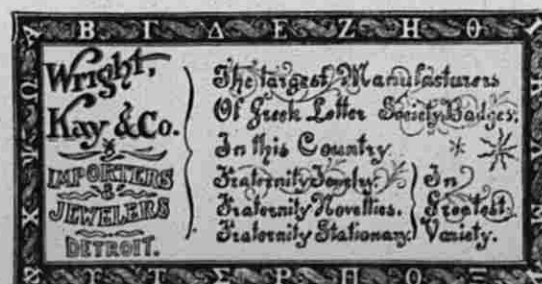 Α Β Γ Δ Ε Ζ Η Θ Ι
Wright,
Kay & Co.
IMPORTERS
&
JEWELERS
DETROIT.
The largest Manufacturers
Of Greek Letter Society Badges.
In this Country.
Fraternity Jewelry.
Fraternity Novelties.
Fraternity Stationary.
In
Greatest
Variety.
Τ Σ Ρ Π Ο Ξ